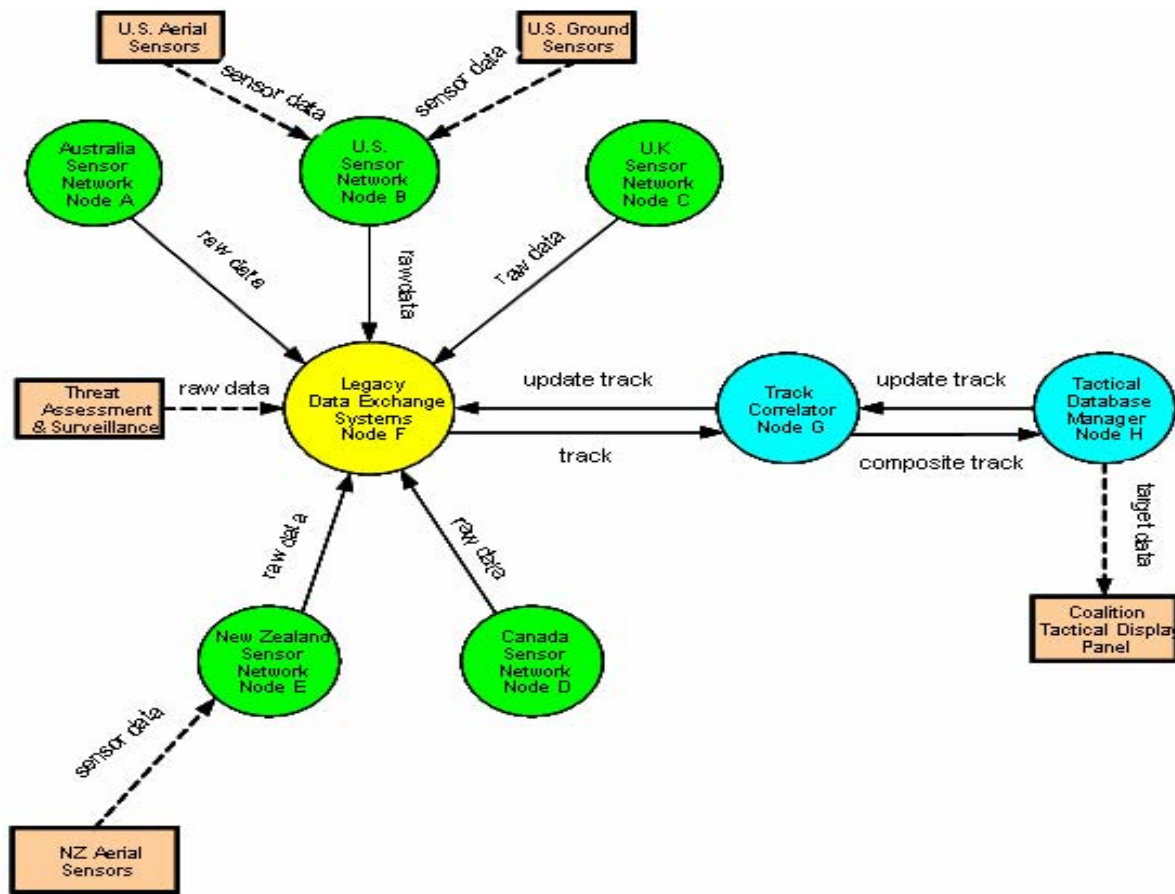 U.S. Aerial
Sensors
U.S. Ground
Sensors
sensor data
sensor data
Australia
Sensor
Network
Node A
U.S.
Sensor
Network
Node B
U.K
Sensor
Network
Node C
raw data
rawdata
raw data
Threat
Assessment
& Surveillance
raw data
Legacy
Data Exchange
Systems
Node F
update track
track
Track
Correlator
Node G
update track
composite track
Tactical
Database
Manager
Node H
target data
Coalition
Tactical Display
Panel
raw data
raw data
New Zealand
Sensor
Network
Node E
Canada
Sensor
Network
Node D
sensor data
NZ Aerial
Sensors